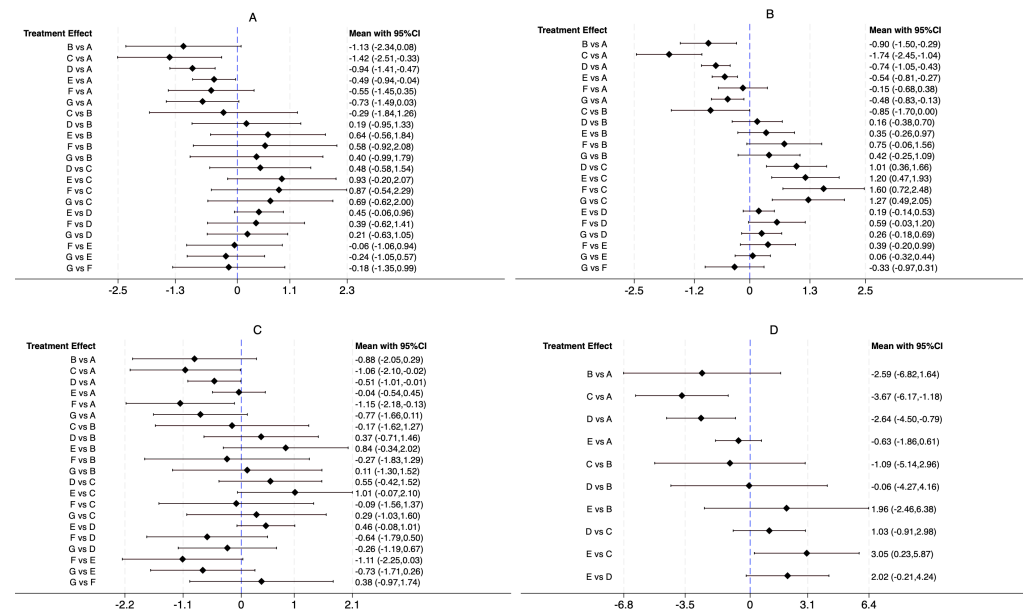 A
Treatment Effect Mean with 95%CI
B vs A -1.13 (-2.34,0.08)
C vs A -1.42 (-2.51,-0.33)
D vs A -0.94 (-1.41,-0.47)
E vs A -0.49 (-0.94,-0.04)
F vs A -0.55 (-1.45,0.35)
G vs A -0.73 (-1.49,0.03)
C vs B -0.29 (-1.84,1.26)
D vs B 0.19 (-0.95,1.33)
E vs B 0.64 (-0.56,1.84)
F vs B 0.58 (-0.92,2.08)
G vs B 0.40 (-0.99,1.79)
D vs C 0.48 (-0.58,1.54)
E vs C 0.93 (-0.20,2.07)
F vs C 0.87 (-0.54,2.29)
G vs C 0.69 (-0.62,2.00)
E vs D 0.45 (-0.06,0.96)
F vs D 0.39 (-0.62,1.41)
G vs D 0.21 (-0.63,1.05)
F vs E -0.06 (-1.06,0.94)
G vs E -0.24 (-1.05,0.57)
G vs F -0.18 (-1.35,0.99)
-2.5 -1.3 0 1.1 2.3
B
Treatment Effect Mean with 95%CI
B vs A -0.90 (-1.50,-0.29)
C vs A -1.74 (-2.45,-1.04)
D vs A -0.74 (-1.05,-0.43)
E vs A -0.54 (-0.81,-0.27)
F vs A -0.15 (-0.68,0.38)
G vs A -0.48 (-0.83,-0.13)
C vs B -0.85 (-1.70,0.00)
D vs B 0.16 (-0.38,0.70)
E vs B 0.35 (-0.26,0.97)
F vs B 0.75 (-0.06,1.56)
G vs B 0.42 (-0.25,1.09)
D vs C 1.01 (0.36,1.66)
E vs C 1.20 (0.47,1.93)
F vs C 1.60 (0.72,2.48)
G vs C 1.27 (0.49,2.05)
E vs D 0.19 (-0.14,0.53)
F vs D 0.59 (-0.03,1.20)
G vs D 0.26 (-0.18,0.69)
F vs E 0.39 (-0.20,0.99)
G vs E 0.06 (-0.32,0.44)
G vs F -0.33 (-0.97,0.31)
-2.5 -1.2 0 1.3 2.5
C
Treatment Effect Mean with 95%CI
B vs A -0.88 (-2.05,0.29)
C vs A -1.06 (-2.10,-0.02)
D vs A -0.51 (-1.01,-0.01)
E vs A -0.04 (-0.54,0.45)
F vs A -1.15 (-2.18,-0.13)
G vs A -0.77 (-1.66,0.11)
C vs B -0.17 (-1.62,1.27)
D vs B 0.37 (-0.71,1.46)
E vs B 0.84 (-0.34,2.02)
F vs B -0.27 (-1.83,1.29)
G vs B 0.11 (-1.30,1.52)
D vs C 0.55 (-0.42,1.52)
E vs C 1.01 (-0.07,2.10)
F vs C -0.09 (-1.56,1.37)
G vs C 0.29 (-1.03,1.60)
E vs D 0.46 (-0.08,1.01)
F vs D -0.64 (-1.79,0.50)
G vs D -0.26 (-1.19,0.67)
F vs E -1.11 (-2.25,0.03)
G vs E -0.73 (-1.71,0.26)
G vs F 0.38 (-0.97,1.74)
-2.2 -1.1 0 1 2.1
D
Treatment Effect Mean with 95%CI
B vs A -2.59 (-6.82,1.64)
C vs A -3.67 (-6.17,-1.18)
D vs A -2.64 (-4.50,-0.79)
E vs A -0.63 (-1.86,0.61)
C vs B -1.09 (-5.14,2.96)
D vs B -0.06 (-4.27,4.16)
E vs B 1.96 (-2.46,6.38)
D vs C 1.03 (-0.91,2.98)
E vs C 3.05 (0.23,5.87)
E vs D 2.02 (-0.21,4.24)
-6.8 -3.5 0 3.1 6.4